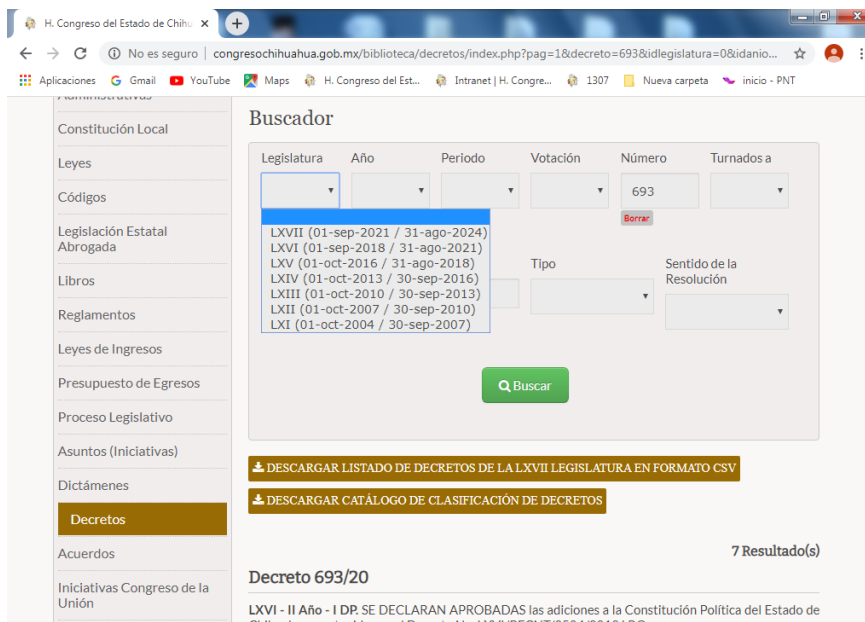 H. Congreso del Estado de Chihu
No es seguro | congresochihuahua.gob.mx/biblioteca/decretos/index.php?pag=1&decreto=693&idlegislatura=0&idanio...
Aplicaciones Gmail YouTube Maps H. Congreso del Est... Intranet | H. Congre... 1307 Nueva carpeta inicio - PNT
Administrativas
Constitución Local
Leyes
Códigos
Legislación Estatal
Abrogada
Libros
Reglamentos
Leyes de Ingresos
Presupuesto de Egresos
Proceso Legislativo
Asuntos (Iniciativas)
Dictámenes
Decretos
Acuerdos
Iniciativas Congreso de la
Unión
Buscador
Legislatura Año Periodo Votación Número Turnados a
693
Borrar
LXVII (01-sep-2021 / 31-ago-2024)
LXVI (01-sep-2018 / 31-ago-2021)
LXV (01-oct-2016 / 31-ago-2018)
LXIV (01-oct-2013 / 30-sep-2016)
LXIII (01-oct-2010 / 30-sep-2013)
LXII (01-oct-2007 / 30-sep-2010)
LXI (01-oct-2004 / 30-sep-2007)
Tipo Sentido de la
Resolución
Buscar
DESCARGAR LISTADO DE DECRETOS DE LA LXVII LEGISLATURA EN FORMATO CSV
DESCARGAR CATÁLOGO DE CLASIFICACIÓN DE DECRETOS
7 Resultado(s)
Decreto 693/20
LXVI - II Año - I DP. SE DECLARAN APROBADAS las adiciones a la Constitución Política del Estado de